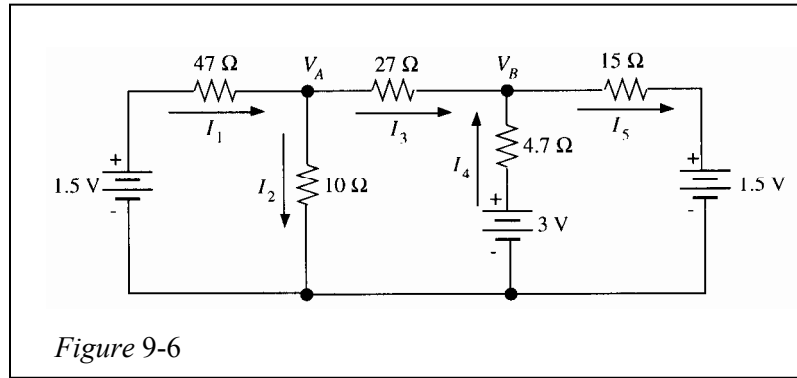 47 Ω V_A 27 Ω V_B 15 Ω
I_1 I_3 I_5
+ 1.5 V -
I_2 10 Ω
I_4 4.7 Ω
+ 3 V -
+ 1.5 V -
Figure 9-6